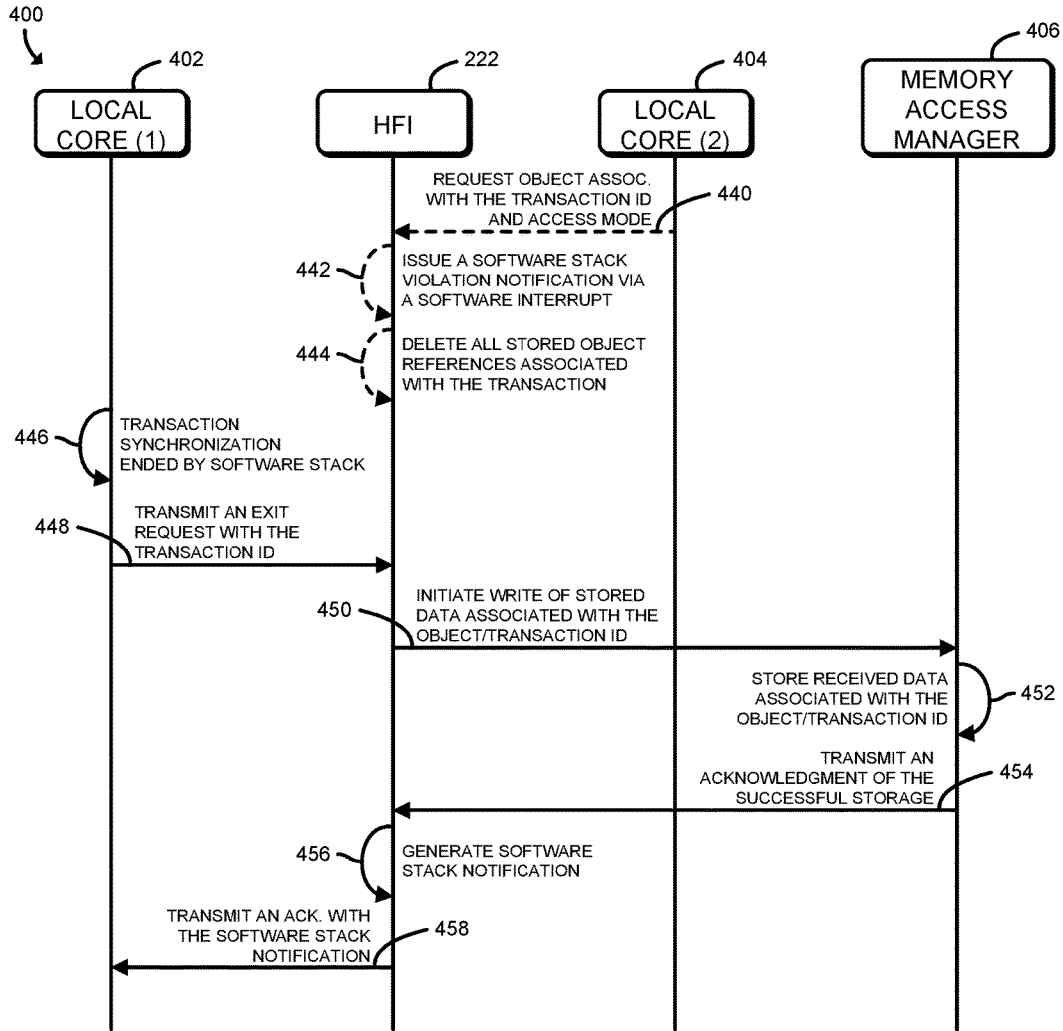 400
402
222
404
406
LOCAL
CORE (1)
HFI
LOCAL
CORE (2)
MEMORY
ACCESS
MANAGER
REQUEST OBJECT ASSOC.
WITH THE TRANSACTION ID
AND ACCESS MODE
440
442
ISSUE A SOFTWARE STACK
VIOLATION NOTIFICATION VIA
A SOFTWARE INTERRUPT
444
DELETE ALL STORED OBJECT
REFERENCES ASSOCIATED
WITH THE TRANSACTION
446
TRANSACTION
SYNCHRONIZATION
ENDED BY SOFTWARE STACK
448
TRANSMIT AN EXIT
REQUEST WITH THE
TRANSACTION ID
450
INITIATE WRITE OF STORED
DATA ASSOCIATED WITH THE
OBJECT/TRANSACTION ID
STORE RECEIVED DATA
ASSOCIATED WITH THE
OBJECT/TRANSACTION ID
452
TRANSMIT AN
ACKNOWLEDGMENT OF THE
SUCCESSFUL STORAGE
454
456
GENERATE SOFTWARE
STACK NOTIFICATION
TRANSMIT AN ACK. WITH
THE SOFTWARE STACK
NOTIFICATION
458